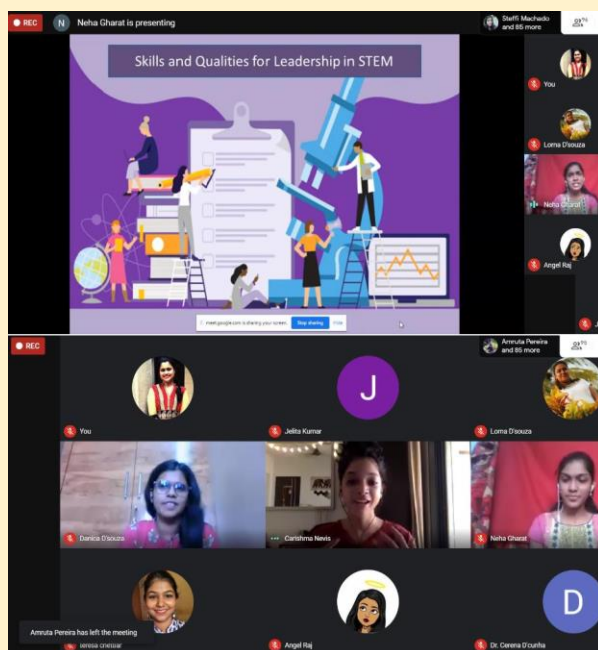 REC
N
Neha Gharat is presenting
Steffi Machado
and 85 more
Skills and Qualities for Leadership in STEM
You
Lorna D'souza
Neha Gharat
Angel Raj
meet.google.com is sharing your screen.
Stop sharing
Hide
J
REC
Amruta Pereira
and 85 more
You
J
Jelita Kumar
Lorna D'souza
Danica D'souza
Carishma Nevis
Neha Gharat
Amruta Pereira has left the meeting
Angel Raj
D
Dr. Cerena D'cunha